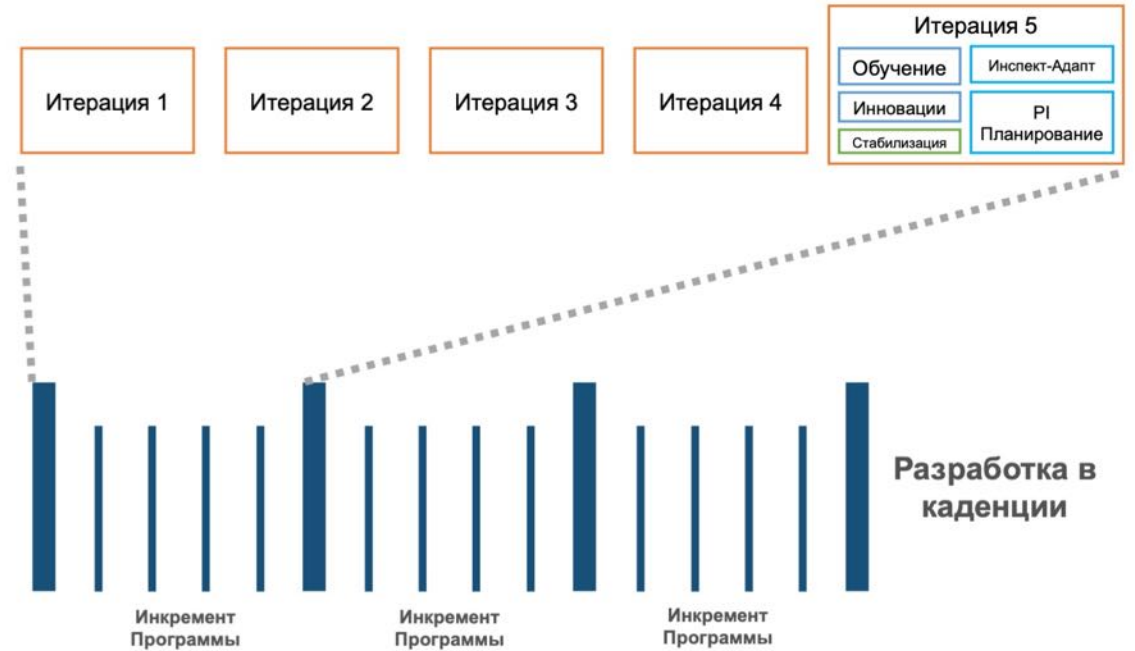 Итерация 1
Итерация 2
Итерация 3
Итерация 4
Итерация 5
Обучение
Инновации
Стабилизация
Инспект-Адапт
PI
Планирование
Разработка в
каденции
Инкремент
Программы
Инкремент
Программы
Инкремент
Программы